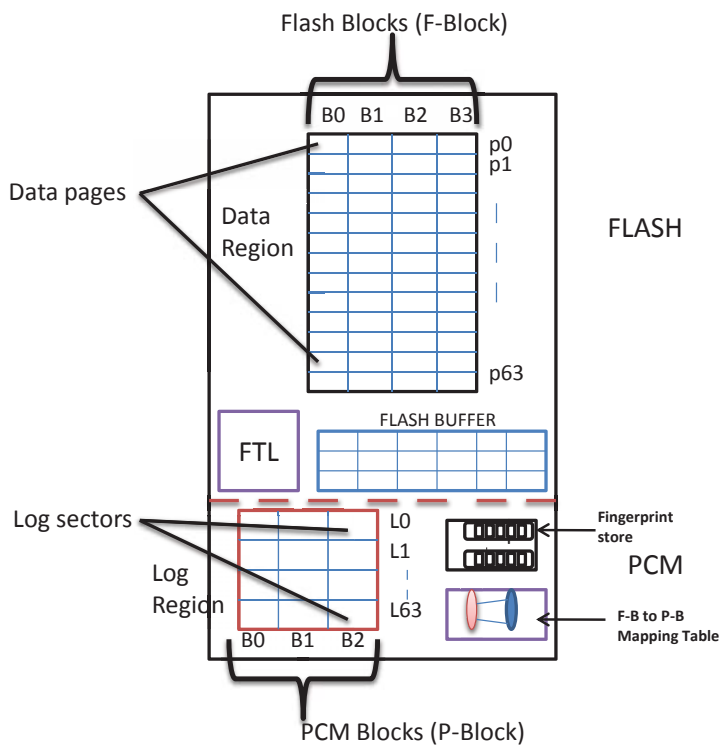 Flash Blocks (F-Block)
B0 B1 B2 B3
p0
p1
Data pages
Data
Region
FLASH
p63
FLASH BUFFER
FTL
Log sectors
L0
L1
Fingerprint
store
PCM
Log
Region
L63
B0 B1 B2
F-B to P-B
Mapping Table
PCM Blocks (P-Block)